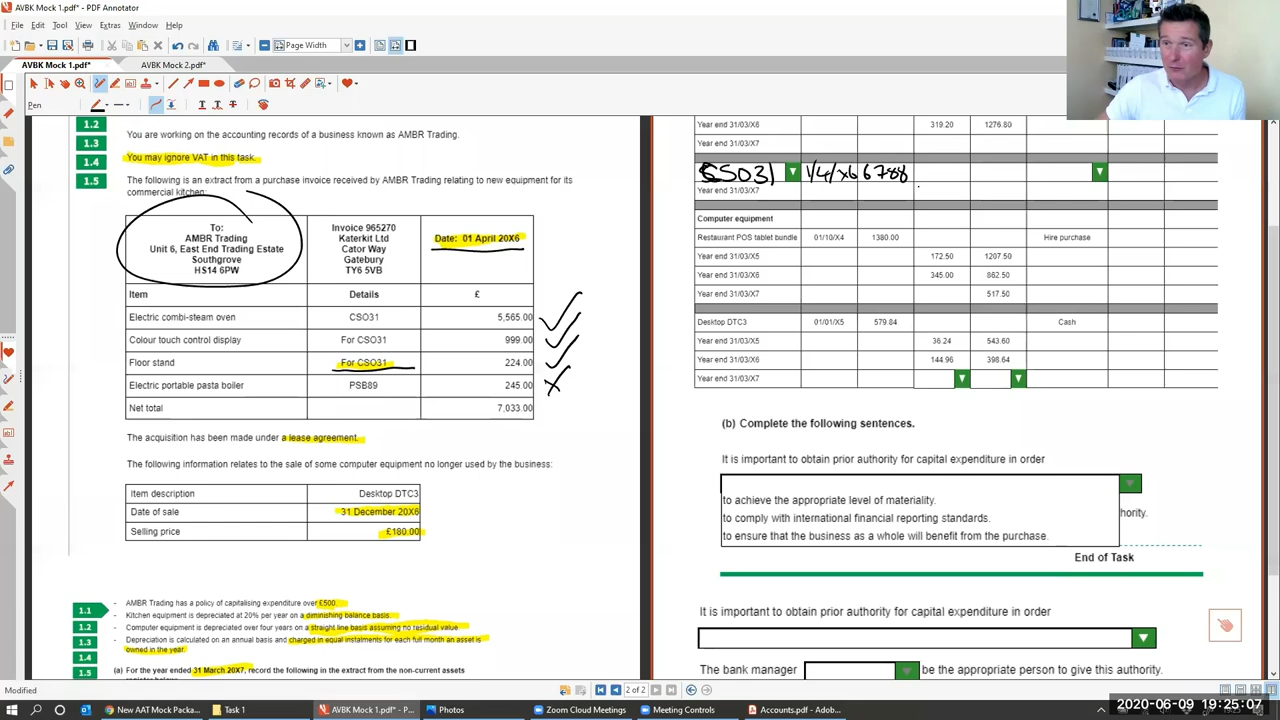 AVBK Mock 1.pdf* - PDF Annotator
File Edit Tool View Extras Window Help
Page Width
AVBK Mock 1.pdf* AVBK Mock 2.pdf*
Pen
1.2
1.3
1.4
1.5
You are working on the accounting records of a business known as AMBR Trading.
You may ignore VAT in this task.
The following is an extract from a purchase invoice received by AMBR Trading relating to new equipment for its
commercial kitchen:
To:
AMBR Trading
Unit 6, East End Trading Estate
Southgrove
HS14 6PW
Invoice 965270
Katerkit Ltd
Cator Way
Gatebury
TY6 5VB
Date: 01 April 20X6
Item Details £
Electric combi-steam oven CSO31 5,565.00
Colour touch control display For CSO31 999.00
Floor stand For CSO31 224.00
Electric portable pasta boiler PSB89 245.00
Net total 7,033.00
The acquisition has been made under a lease agreement.
The following information relates to the sale of some computer equipment no longer used by the business:
Item description Desktop DTC3
Date of sale 31 December 20X6
Selling price £180.00
1.1
1.2
1.3
1.4
1.5
- AMBR Trading has a policy of capitalising expenditure over £500.
- Kitchen equipment is depreciated at 20% per year on a diminishing balance basis.
- Computer equipment is depreciated over four years on a straight line basis assuming no residual value
- Depreciation is calculated on an annual basis and charged in equal instalments for each full month an asset is
owned in the year.
(a) For the year ended 31 March 20X7, record the following in the extract from the non-current assets
Year end 31/03/X6 319.20 1276.80
Year end 31/03/X7
CSO31 1/4/x6 6788
Year end 31/03/X7
Computer equipment
Restaurant POS tablet bundle 01/10/X4 1380.00 Hire purchase
Year end 31/03/X5 172.50 1207.50
Year end 31/03/X6 345.00 862.50
Year end 31/03/X7 517.50
Desktop DTC3 01/01/X5 579.84 Cash
Year end 31/03/X5 36.24 543.60
Year end 31/03/X6 144.96 398.64
Year end 31/03/X7
(b) Complete the following sentences.
It is important to obtain prior authority for capital expenditure in order
to achieve the appropriate level of materiality.
to comply with international financial reporting standards.
to ensure that the business as a whole will benefit from the purchase.
thority.
End of Task
It is important to obtain prior authority for capital expenditure in order
The bank manager be the appropriate person to give this authority.
Modified
2 of 2
New AAT Mock Packa...
Task 1
AVBK Mock 1.pdf* - P...
Photos
Zoom Cloud Meetings
Meeting Controls
Accounts.pdf - Adob...
2020-06-09 19:25:07